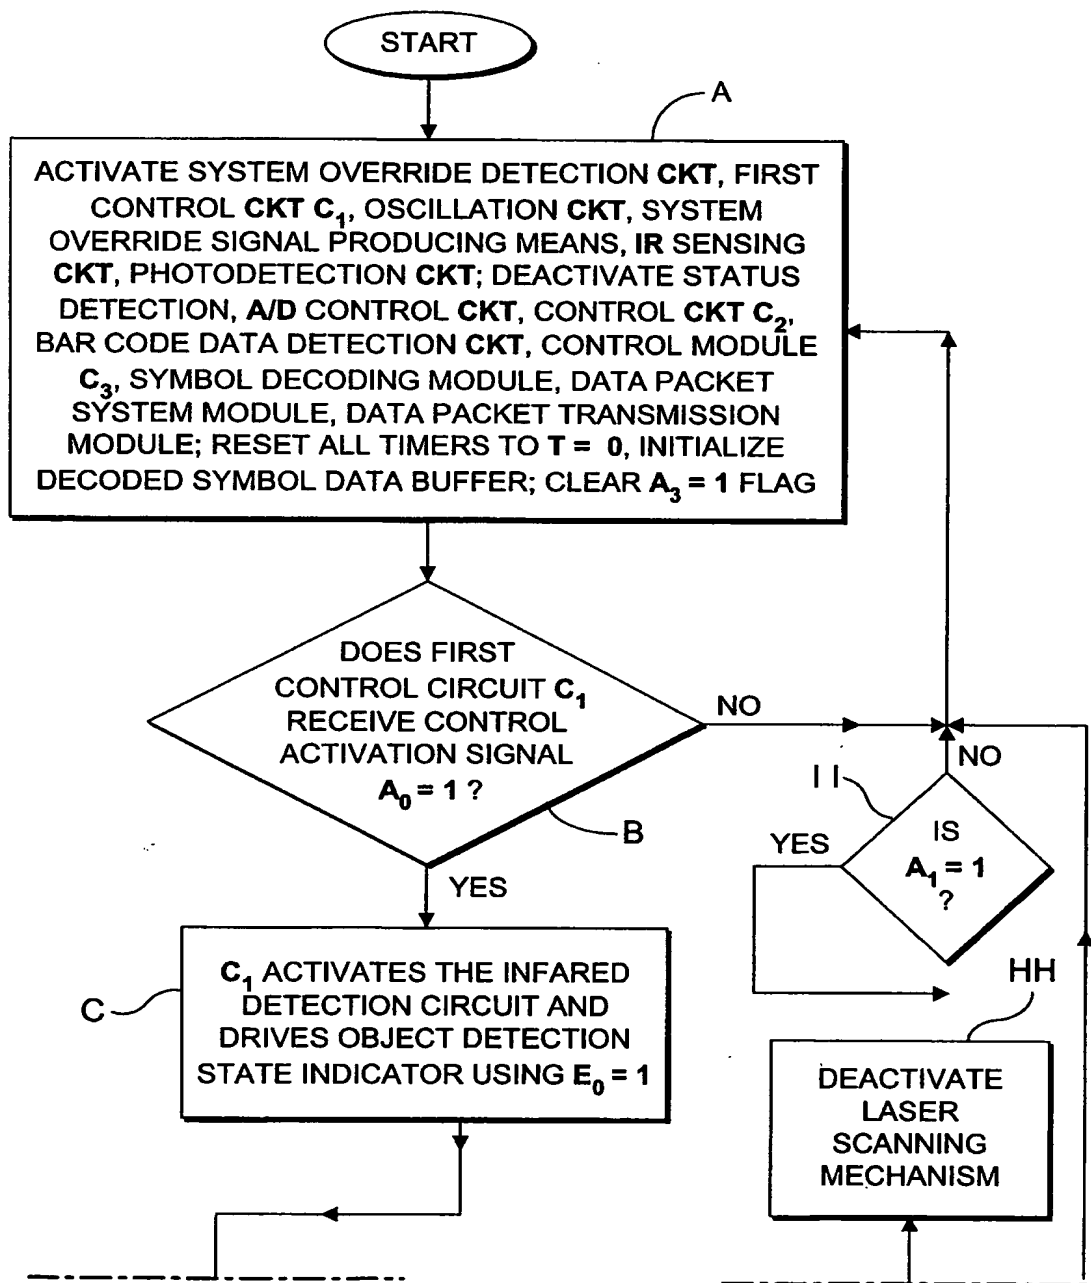 START
A
ACTIVATE SYSTEM OVERRIDE DETECTION CKT, FIRST
CONTROL CKT C₁, OSCILLATION CKT, SYSTEM
OVERRIDE SIGNAL PRODUCING MEANS, IR SENSING
CKT, PHOTODETECTION CKT; DEACTIVATE STATUS
DETECTION, A/D CONTROL CKT, CONTROL CKT C₂,
BAR CODE DATA DETECTION CKT, CONTROL MODULE
C₃, SYMBOL DECODING MODULE, DATA PACKET
SYSTEM MODULE, DATA PACKET TRANSMISSION
MODULE; RESET ALL TIMERS TO T = 0, INITIALIZE
DECODED SYMBOL DATA BUFFER; CLEAR A₃ = 1 FLAG
DOES FIRST
CONTROL CIRCUIT C₁
RECEIVE CONTROL
ACTIVATION SIGNAL
A₀ = 1 ?
NO
B
YES
NO
I I
IS
A₁ = 1
?
YES
C₁ ACTIVATES THE INFARED
DETECTION CIRCUIT AND
DRIVES OBJECT DETECTION
STATE INDICATOR USING E₀ = 1
C
HH
DEACTIVATE
LASER
SCANNING
MECHANISM